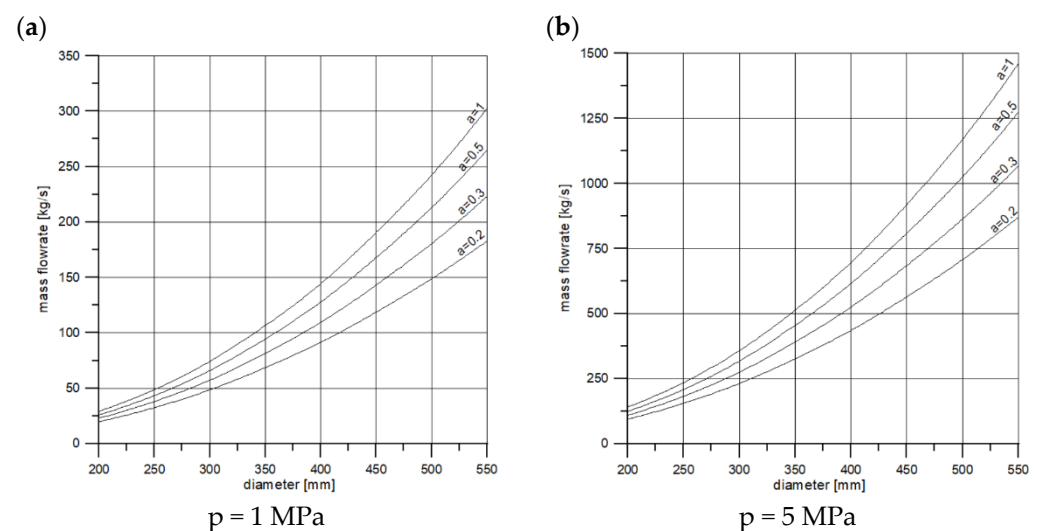 (a)
350
300
250
200
150
100
50
0
mass flowrate [kg/s]
a=1
a=0.5
a=0.3
a=0.2
200 250 300 350 400 450 500 550
diameter [mm]
p = 1 MPa
(b)
1500
1250
1000
750
500
250
0
mass flowrate [kg/s]
a=1
a=0.5
a=0.3
a=0.2
200 250 300 350 400 450 500 550
diameter [mm]
p = 5 MPa